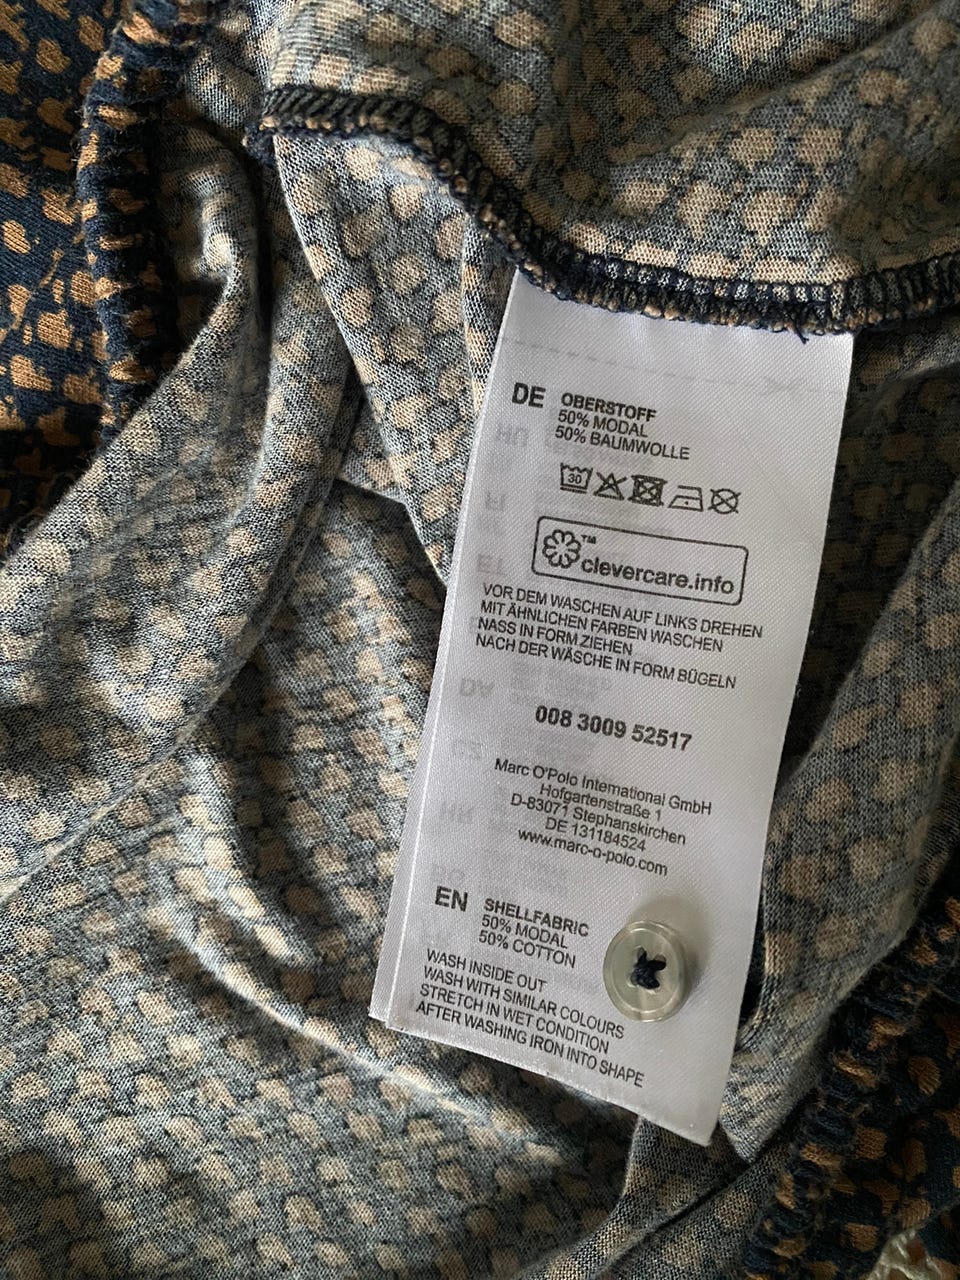 DE OBERSTOFF
50% MODAL
50% BAUMWOLLE
30
™
clevercare.info
VOR DEM WASCHEN AUF LINKS DREHEN
MIT ÄHNLICHEN FARBEN WASCHEN
NASS IN FORM ZIEHEN
NACH DER WÄSCHE IN FORM BÜGELN
008 3009 52517
Marc O'Polo International GmbH
Hofgartenstraße 1
D-83071 Stephanskirchen
DE 131184524
www.marc-o-polo.com
EN SHELLFABRIC
50% MODAL
50% COTTON
WASH INSIDE OUT
WASH WITH SIMILAR COLOURS
STRETCH IN WET CONDITION
AFTER WASHING IRON INTO SHAPE